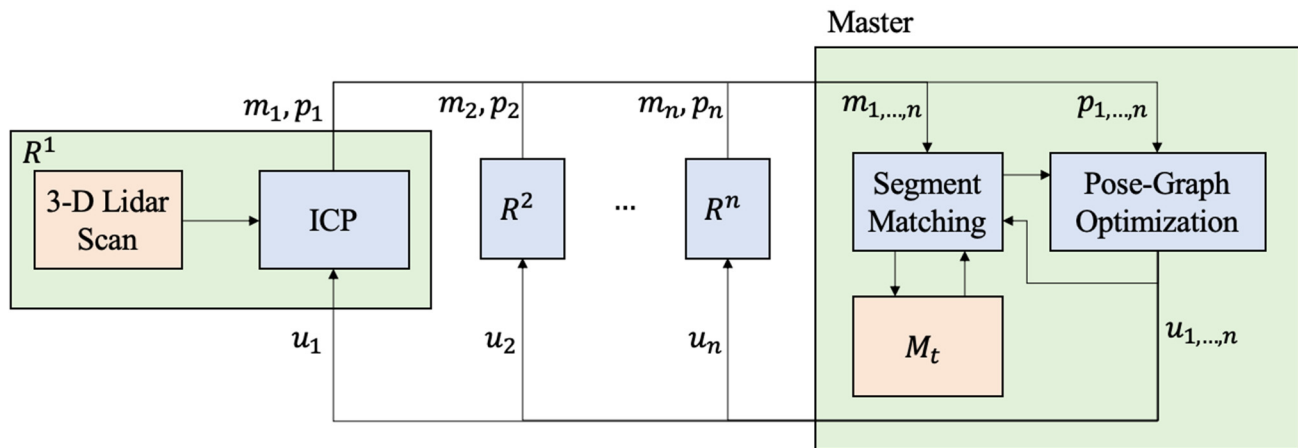 Master
m₁, p₁
m₂, p₂
mₙ, pₙ
m₁,...,ₙ
p₁,...,ₙ
R¹
3-D Lidar
Scan
ICP
R²
...
Rⁿ
Segment
Matching
Pose-Graph
Optimization
u₁
u₂
uₙ
Mₜ
u₁,...,ₙ